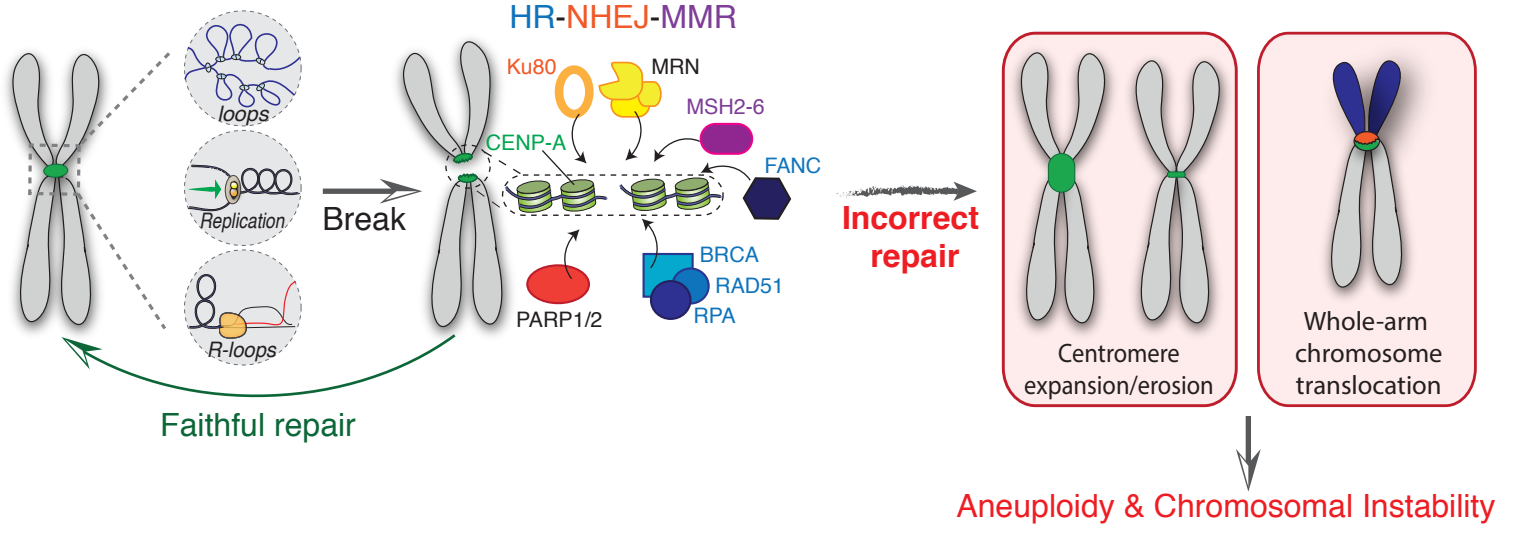 loops
Replication
R-loops
Break
Faithful repair
HR-NHEJ-MMR
Ku80
MRN
MSH2-6
CENP-A
FANC
PARP1/2
BRCA
RAD51
RPA
Incorrect
repair
Centromere
expansion/erosion
Whole-arm
chromosome
translocation
Aneuploidy & Chromosomal Instability